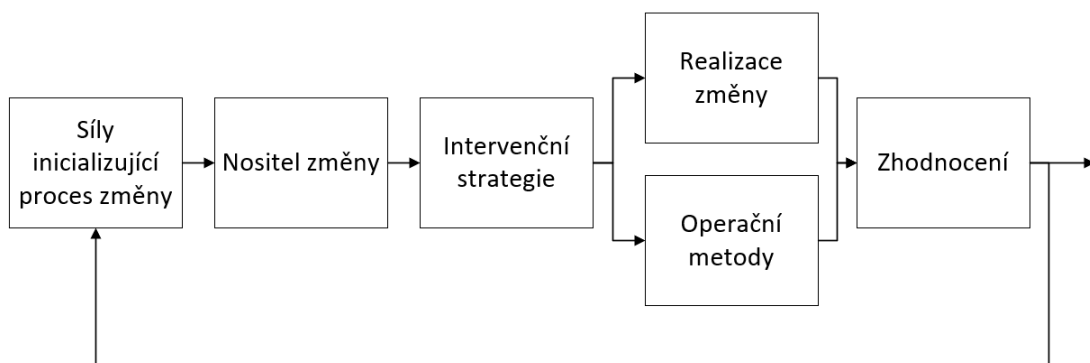 Síly
inicializující
proces změny
Nositel změny
Intervenční
strategie
Realizace
změny
Operační
metody
Zhodnocení